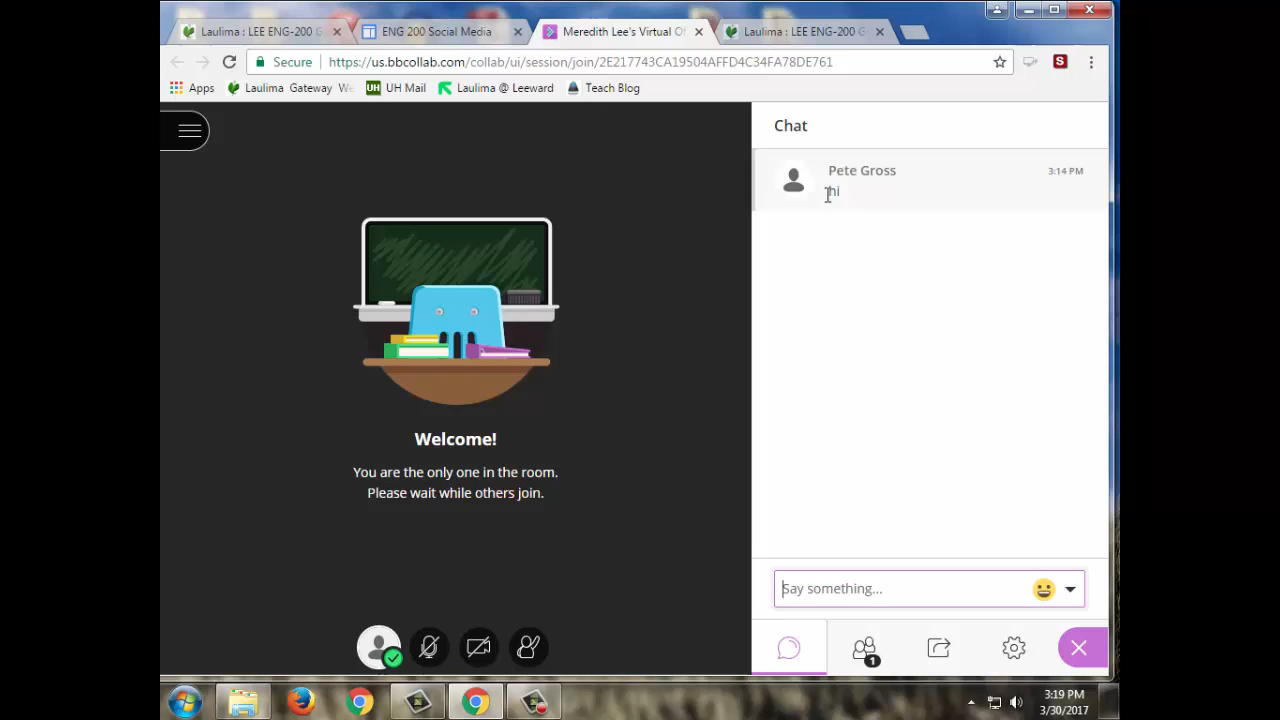 Laulima : LEE ENG-200 G
ENG 200 Social Media
Meredith Lee's Virtual Of
Laulima : LEE ENG-200 G
Secure
https://us.bbcollab.com/collab/ui/session/join/2E217743CA19504AFFD4C34FA78DE761
S
Apps
Laulima Gateway We
UH
UH Mail
Laulima @ Leeward
Teach Blog
Chat
Pete Gross
3:14 PM
hi
Welcome!
You are the only one in the room.
Please wait while others join.
Say something...
1
3:19 PM
3/30/2017